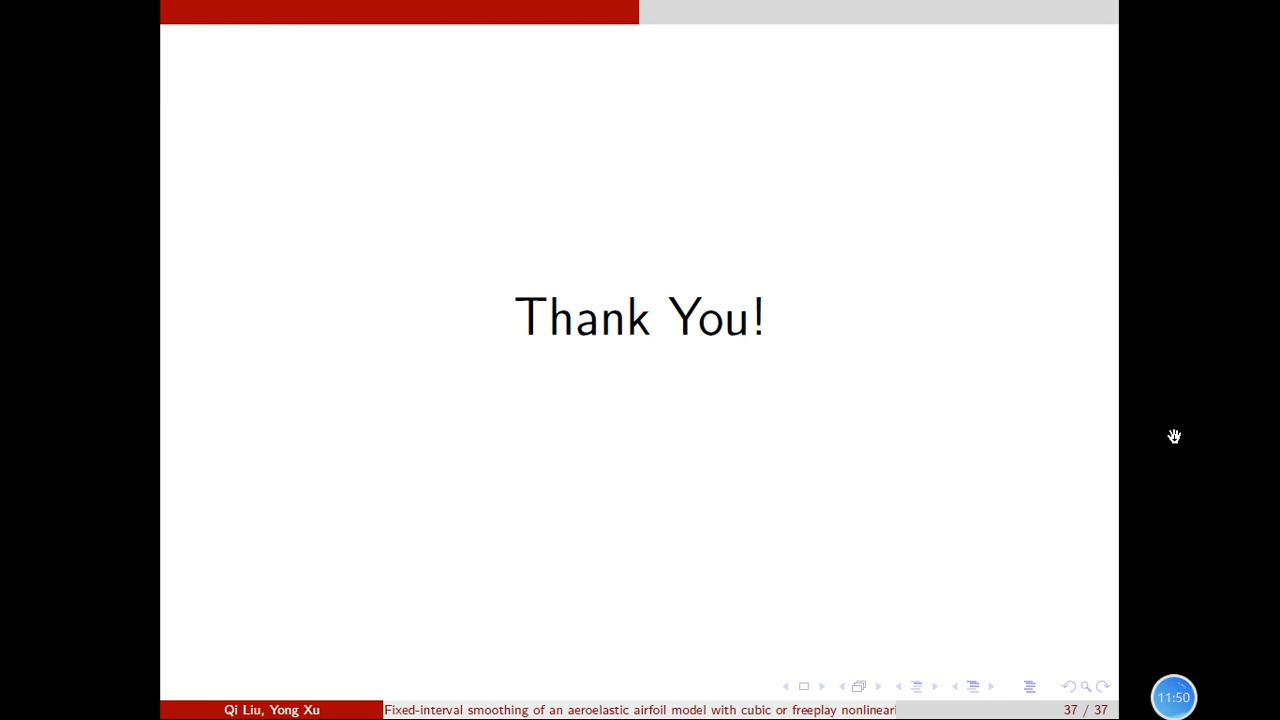 Thank You!
Qi Liu, Yong Xu
Fixed-interval smoothing of an aeroelastic airfoil model with cubic or freeplay nonlineari
37 / 37
11:50